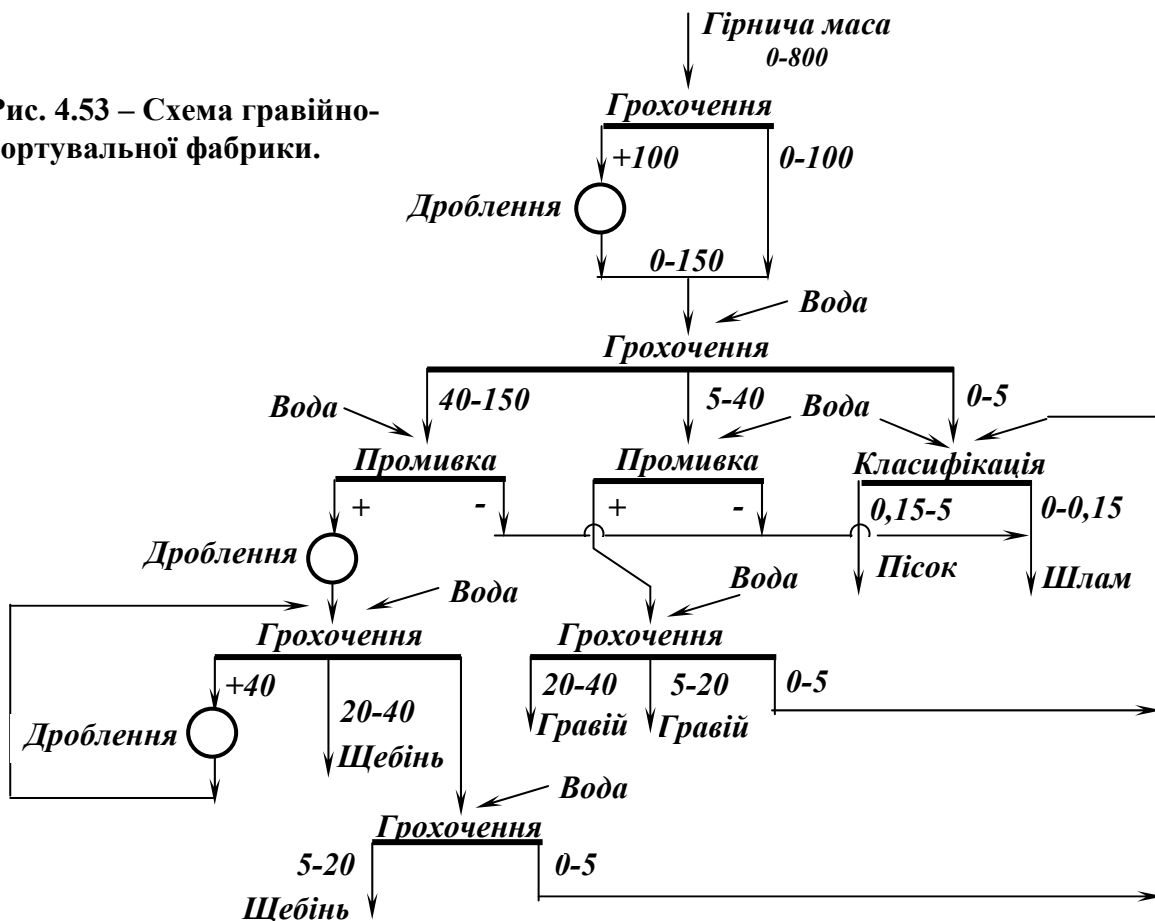 Гірнича маса
0-800
Рис. 4.53 – Схема гравійно-
ортувальної фабрики.
Грохочення
+100
0-100
Дроблення
0-150
Вода
Грохочення
Вода
40-150
5-40
Вода
0-5
Промивка
Промивка
Класифікація
+
-
+
-
0,15-5
0-0,15
Дроблення
Пісок
Шлам
Вода
Вода
Грохочення
Грохочення
+40
20-40
20-40
5-20
0-5
Дроблення
Щебінь
Гравій
Гравій
Вода
Грохочення
5-20
0-5
Щебінь